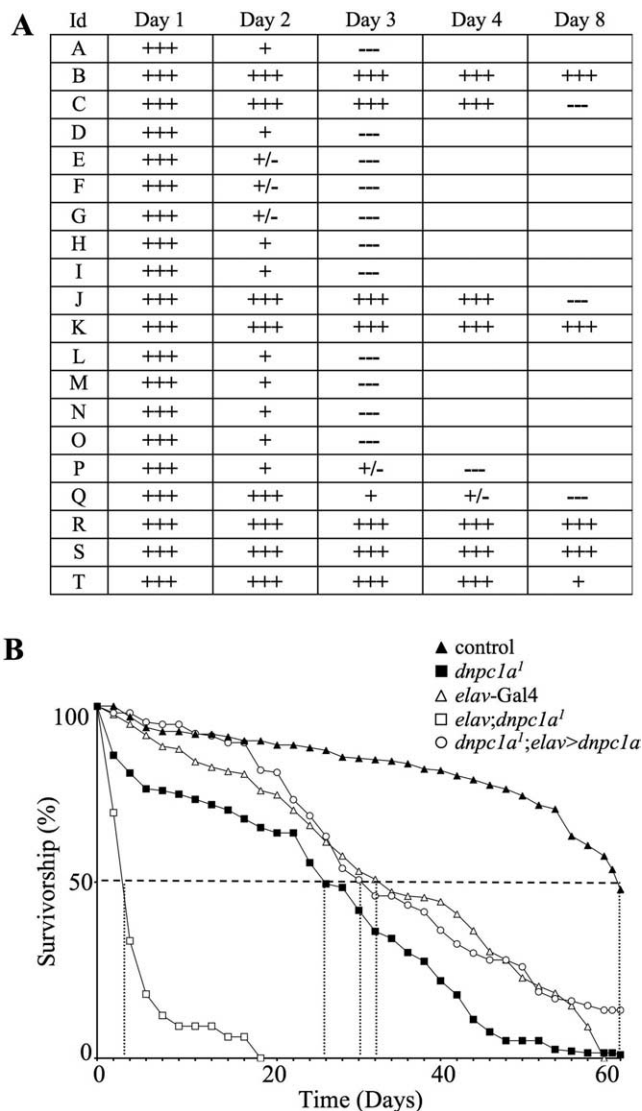 A
Id Day 1 Day 2 Day 3 Day 4 Day 8
A +++ + ---
B +++ +++ +++ +++ +++
C +++ +++ +++ +++ ---
D +++ + ---
E +++ +/- ---
F +++ +/- ---
G +++ +/- ---
H +++ + ---
I +++ + ---
J +++ +++ +++ +++ ---
K +++ +++ +++ +++ +++
L +++ + ---
M +++ + ---
N +++ + ---
O +++ + ---
P +++ + +/- ---
Q +++ +++ + +/- ---
R +++ +++ +++ +++ +++
S +++ +++ +++ +++ +++
T +++ +++ +++ +++ +
B
control
dnpc1a¹
elav-Gal4
elav;dnpc1a¹
dnpc1a¹;elav>dnpc1a
100
50
0
Survivorship (%)
0 20 40 60
Time (Days)